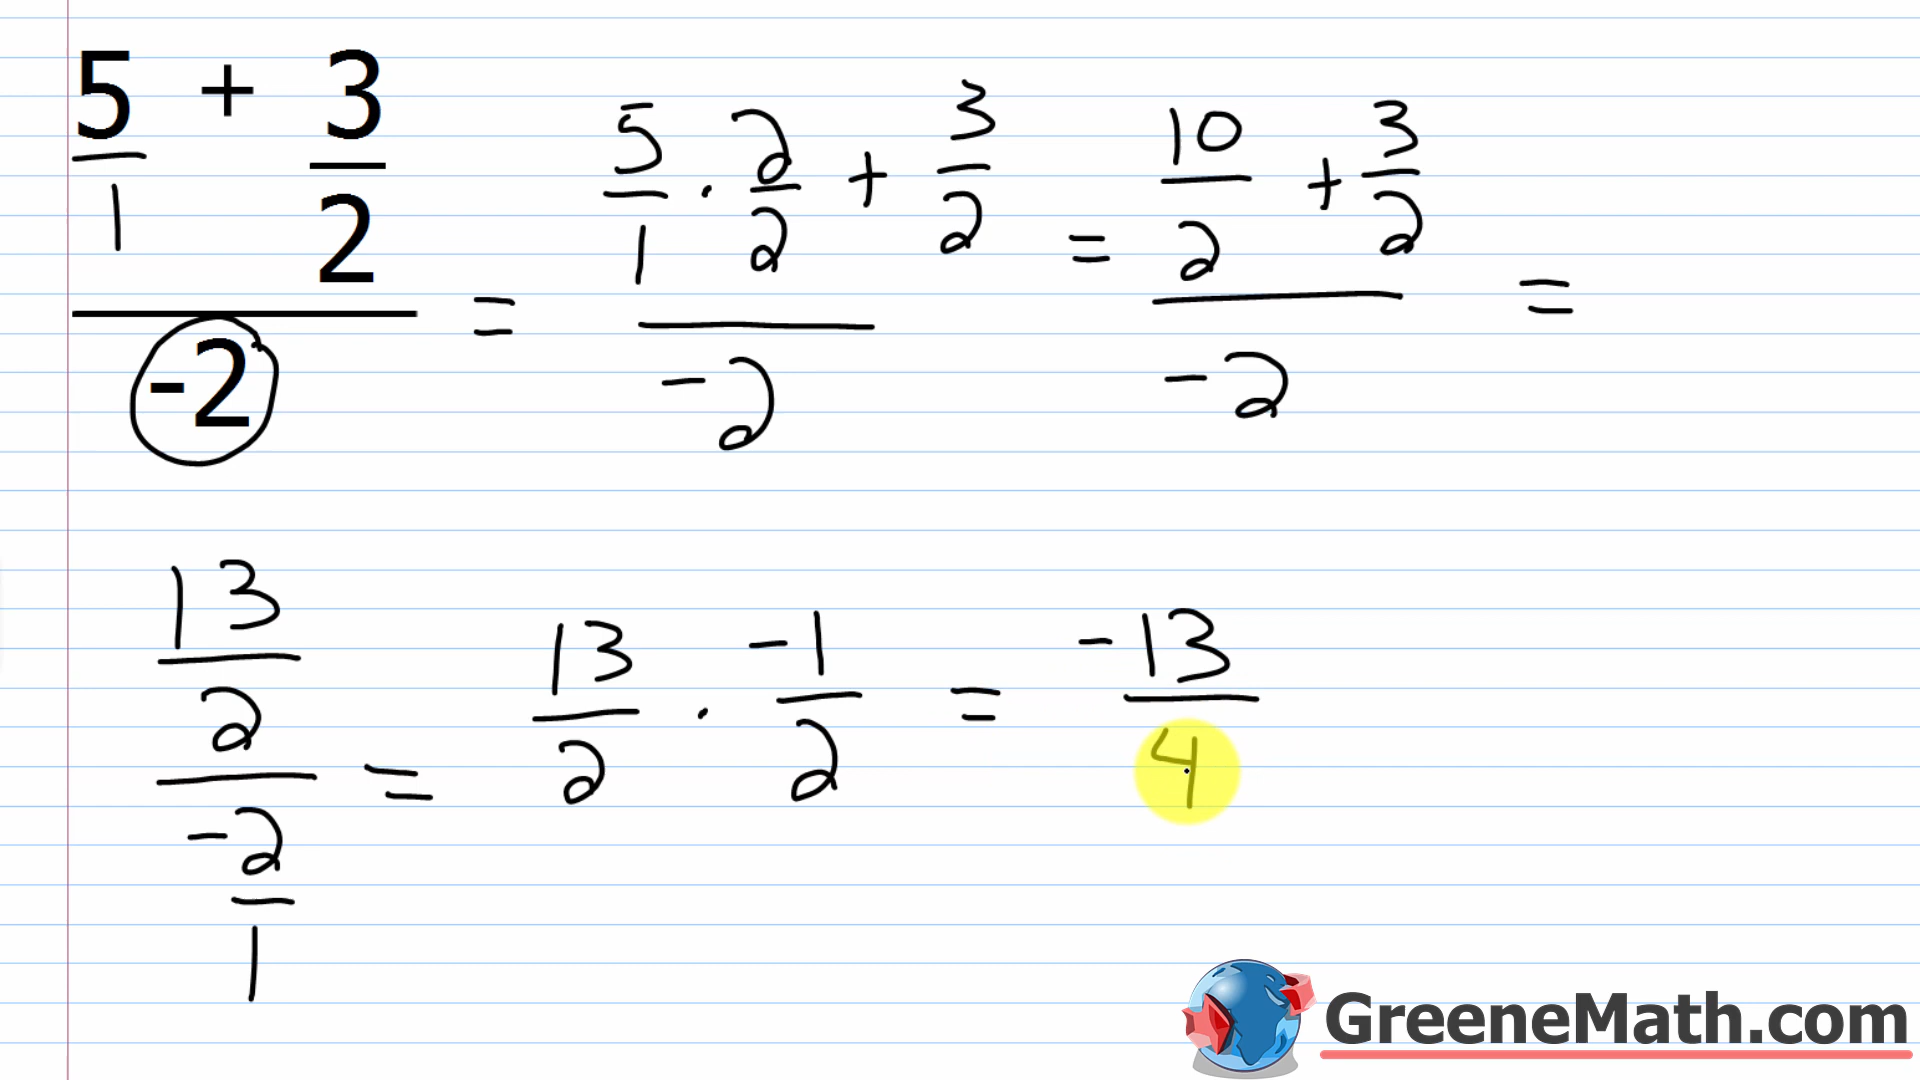 5/1 + 3/2 / -2 = 5/1 · 2/2 + 3/2 / -2 = 10/2 + 3/2 / -2 =
13/2 / -2/1 = 13/2 · -1/2 = -13/4
GreeneMath.com